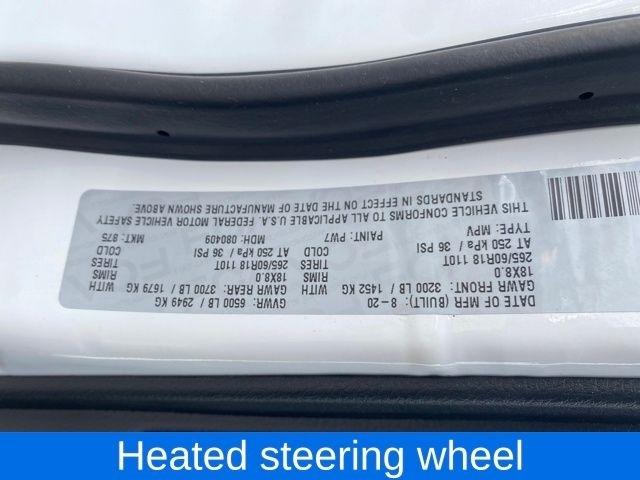 DATE OF MFR (BUILT): 8-20 GVWR: 6500 LB 2949 KG
GAWR FRONT: 3200 LB 1452 KG WITH GAWR REAR: 3700 LB 1679 KG WITH
18X8.0 RIMS 18X8.0 RIMS
265/60R18 110T TIRES 265/60R18 110T TIRES
AT 250 kPa / 36 PSI COLD AT 250 kPa / 36 PSI COLD
TYPE: MPV PAINT: PW7 MDH: 080409 MKT: 875
THIS VEHICLE CONFORMS TO ALL APPLICABLE U.S.A. FEDERAL MOTOR VEHICLE SAFETY
STANDARDS IN EFFECT ON THE DATE OF MANUFACTURE SHOWN ABOVE.
Heated steering wheel